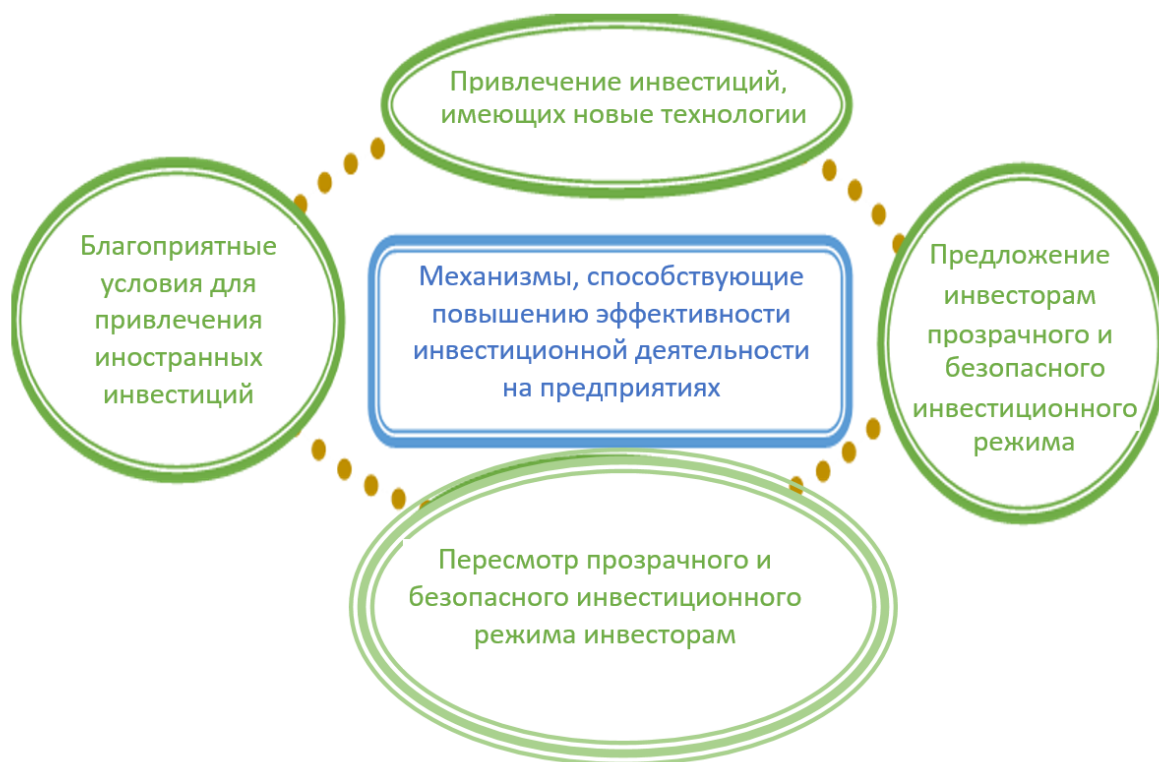 Привлечение инвестиций,
имеющих новые технологии
Благоприятные
условия для
привлечения
иностранных
инвестиций
Механизмы, способствующие
повышению эффективности
инвестиционной деятельности
на предприятиях
Предложение
инвесторам
прозрачного и
безопасного
инвестиционного
режима
Пересмотр прозрачного и
безопасного инвестиционного
режима инвесторам